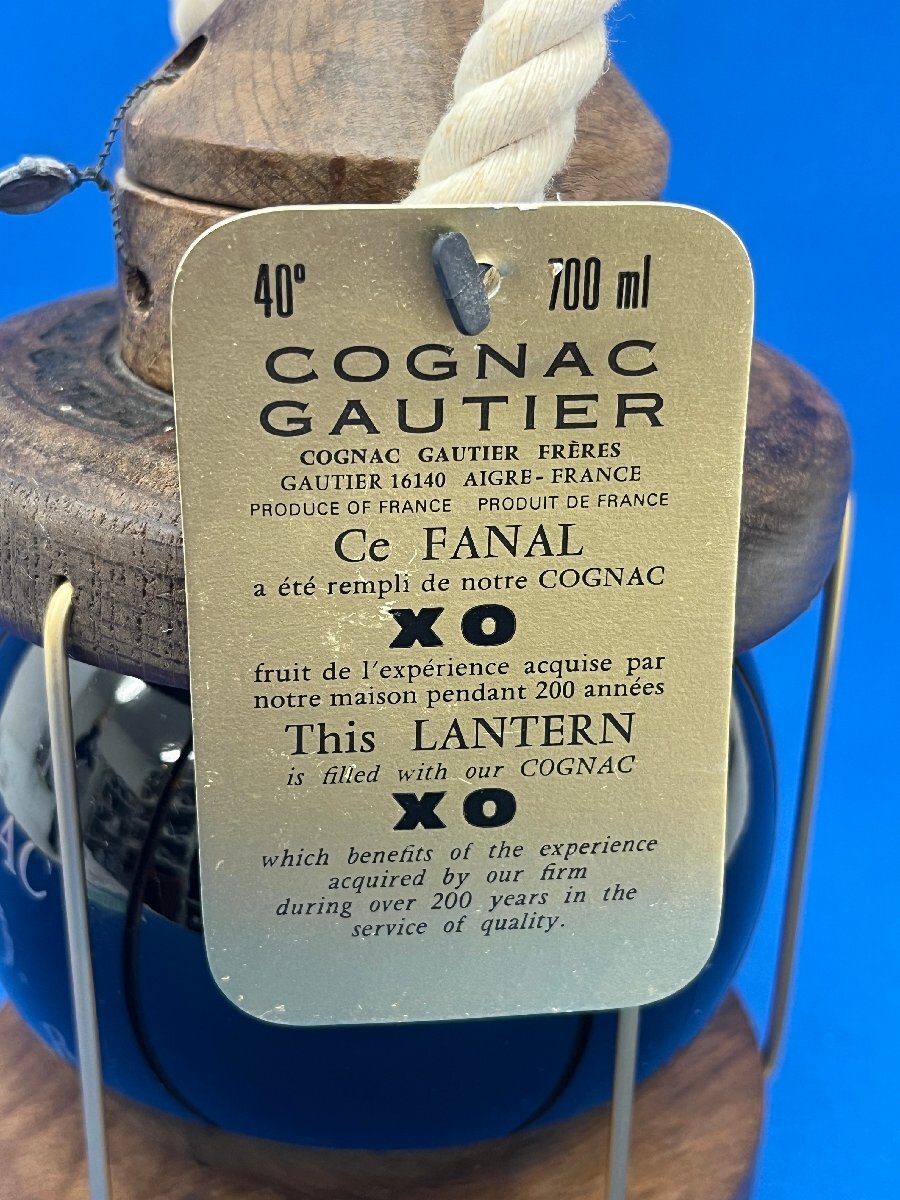 40° 700 ml
COGNAC
GAUTIER
COGNAC GAUTIER FRÈRES
GAUTIER 16140 AIGRE - FRANCE
PRODUCE OF FRANCE PRODUIT DE FRANCE
Ce FANAL
a été rempli de notre COGNAC
XO
fruit de l'expérience acquise par
notre maison pendant 200 années
This LANTERN
is filled with our COGNAC
XO
which benefits of the experience
acquired by our firm
during over 200 years in the
service of quality.